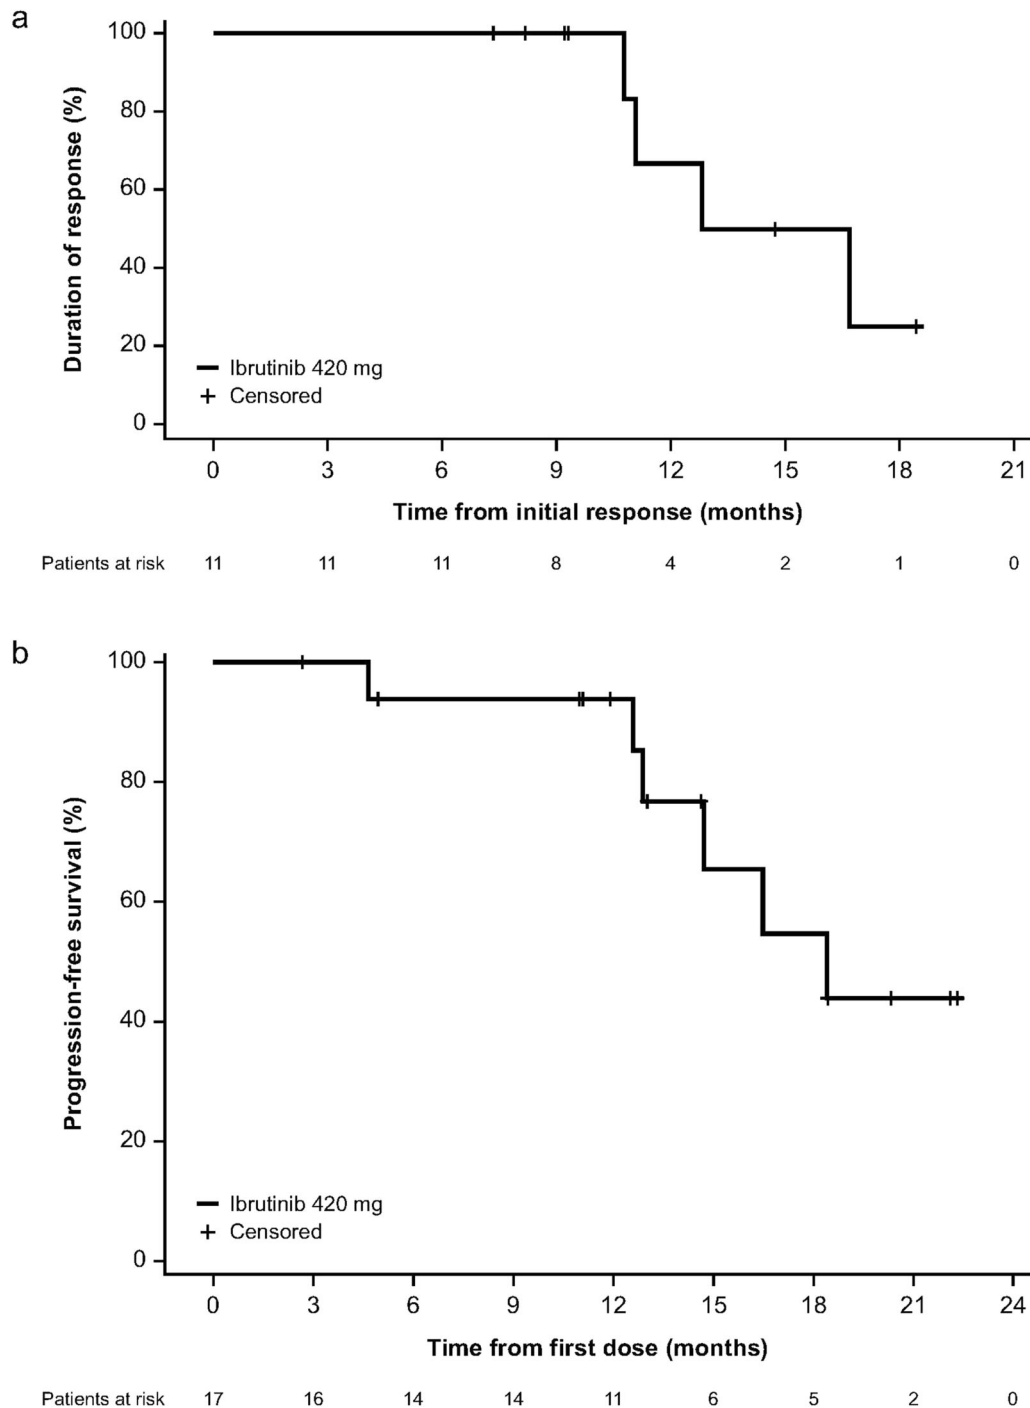 a
Duration of response (%)
100
80
60
40
20
0
Ibrutinib 420 mg
Censored
0 3 6 9 12 15 18 21
Time from initial response (months)
Patients at risk 11 11 11 8 4 2 1 0
b
Progression-free survival (%)
100
80
60
40
20
0
Ibrutinib 420 mg
Censored
0 3 6 9 12 15 18 21 24
Time from first dose (months)
Patients at risk 17 16 14 14 11 6 5 2 0